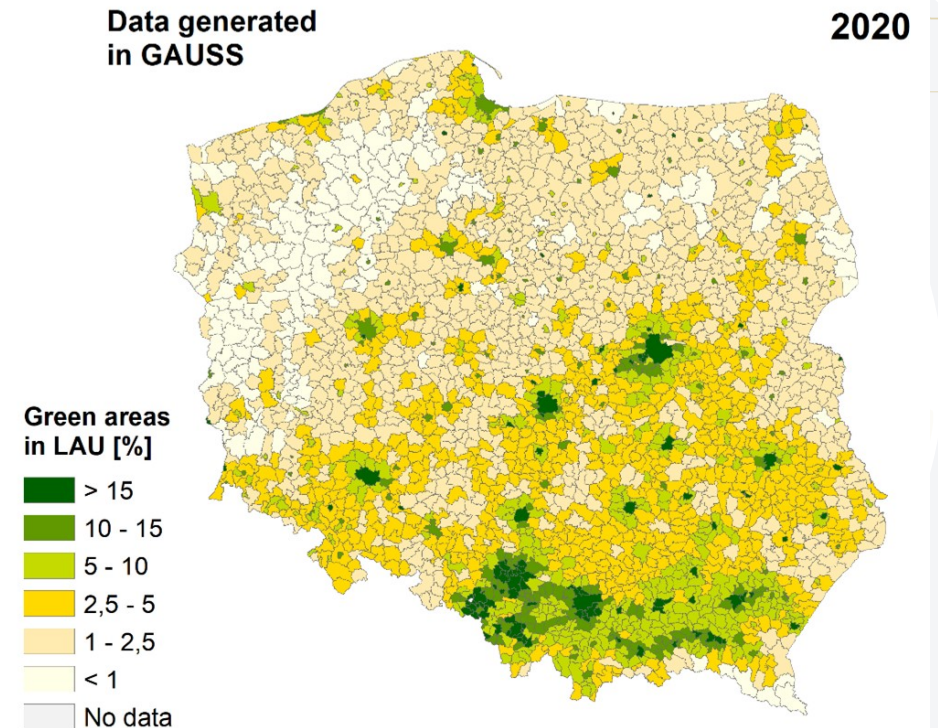 Data generated
in GAUSS
2020
Green areas
in LAU [%]
> 15
10 - 15
5 - 10
2,5 - 5
1 - 2,5
< 1
No data